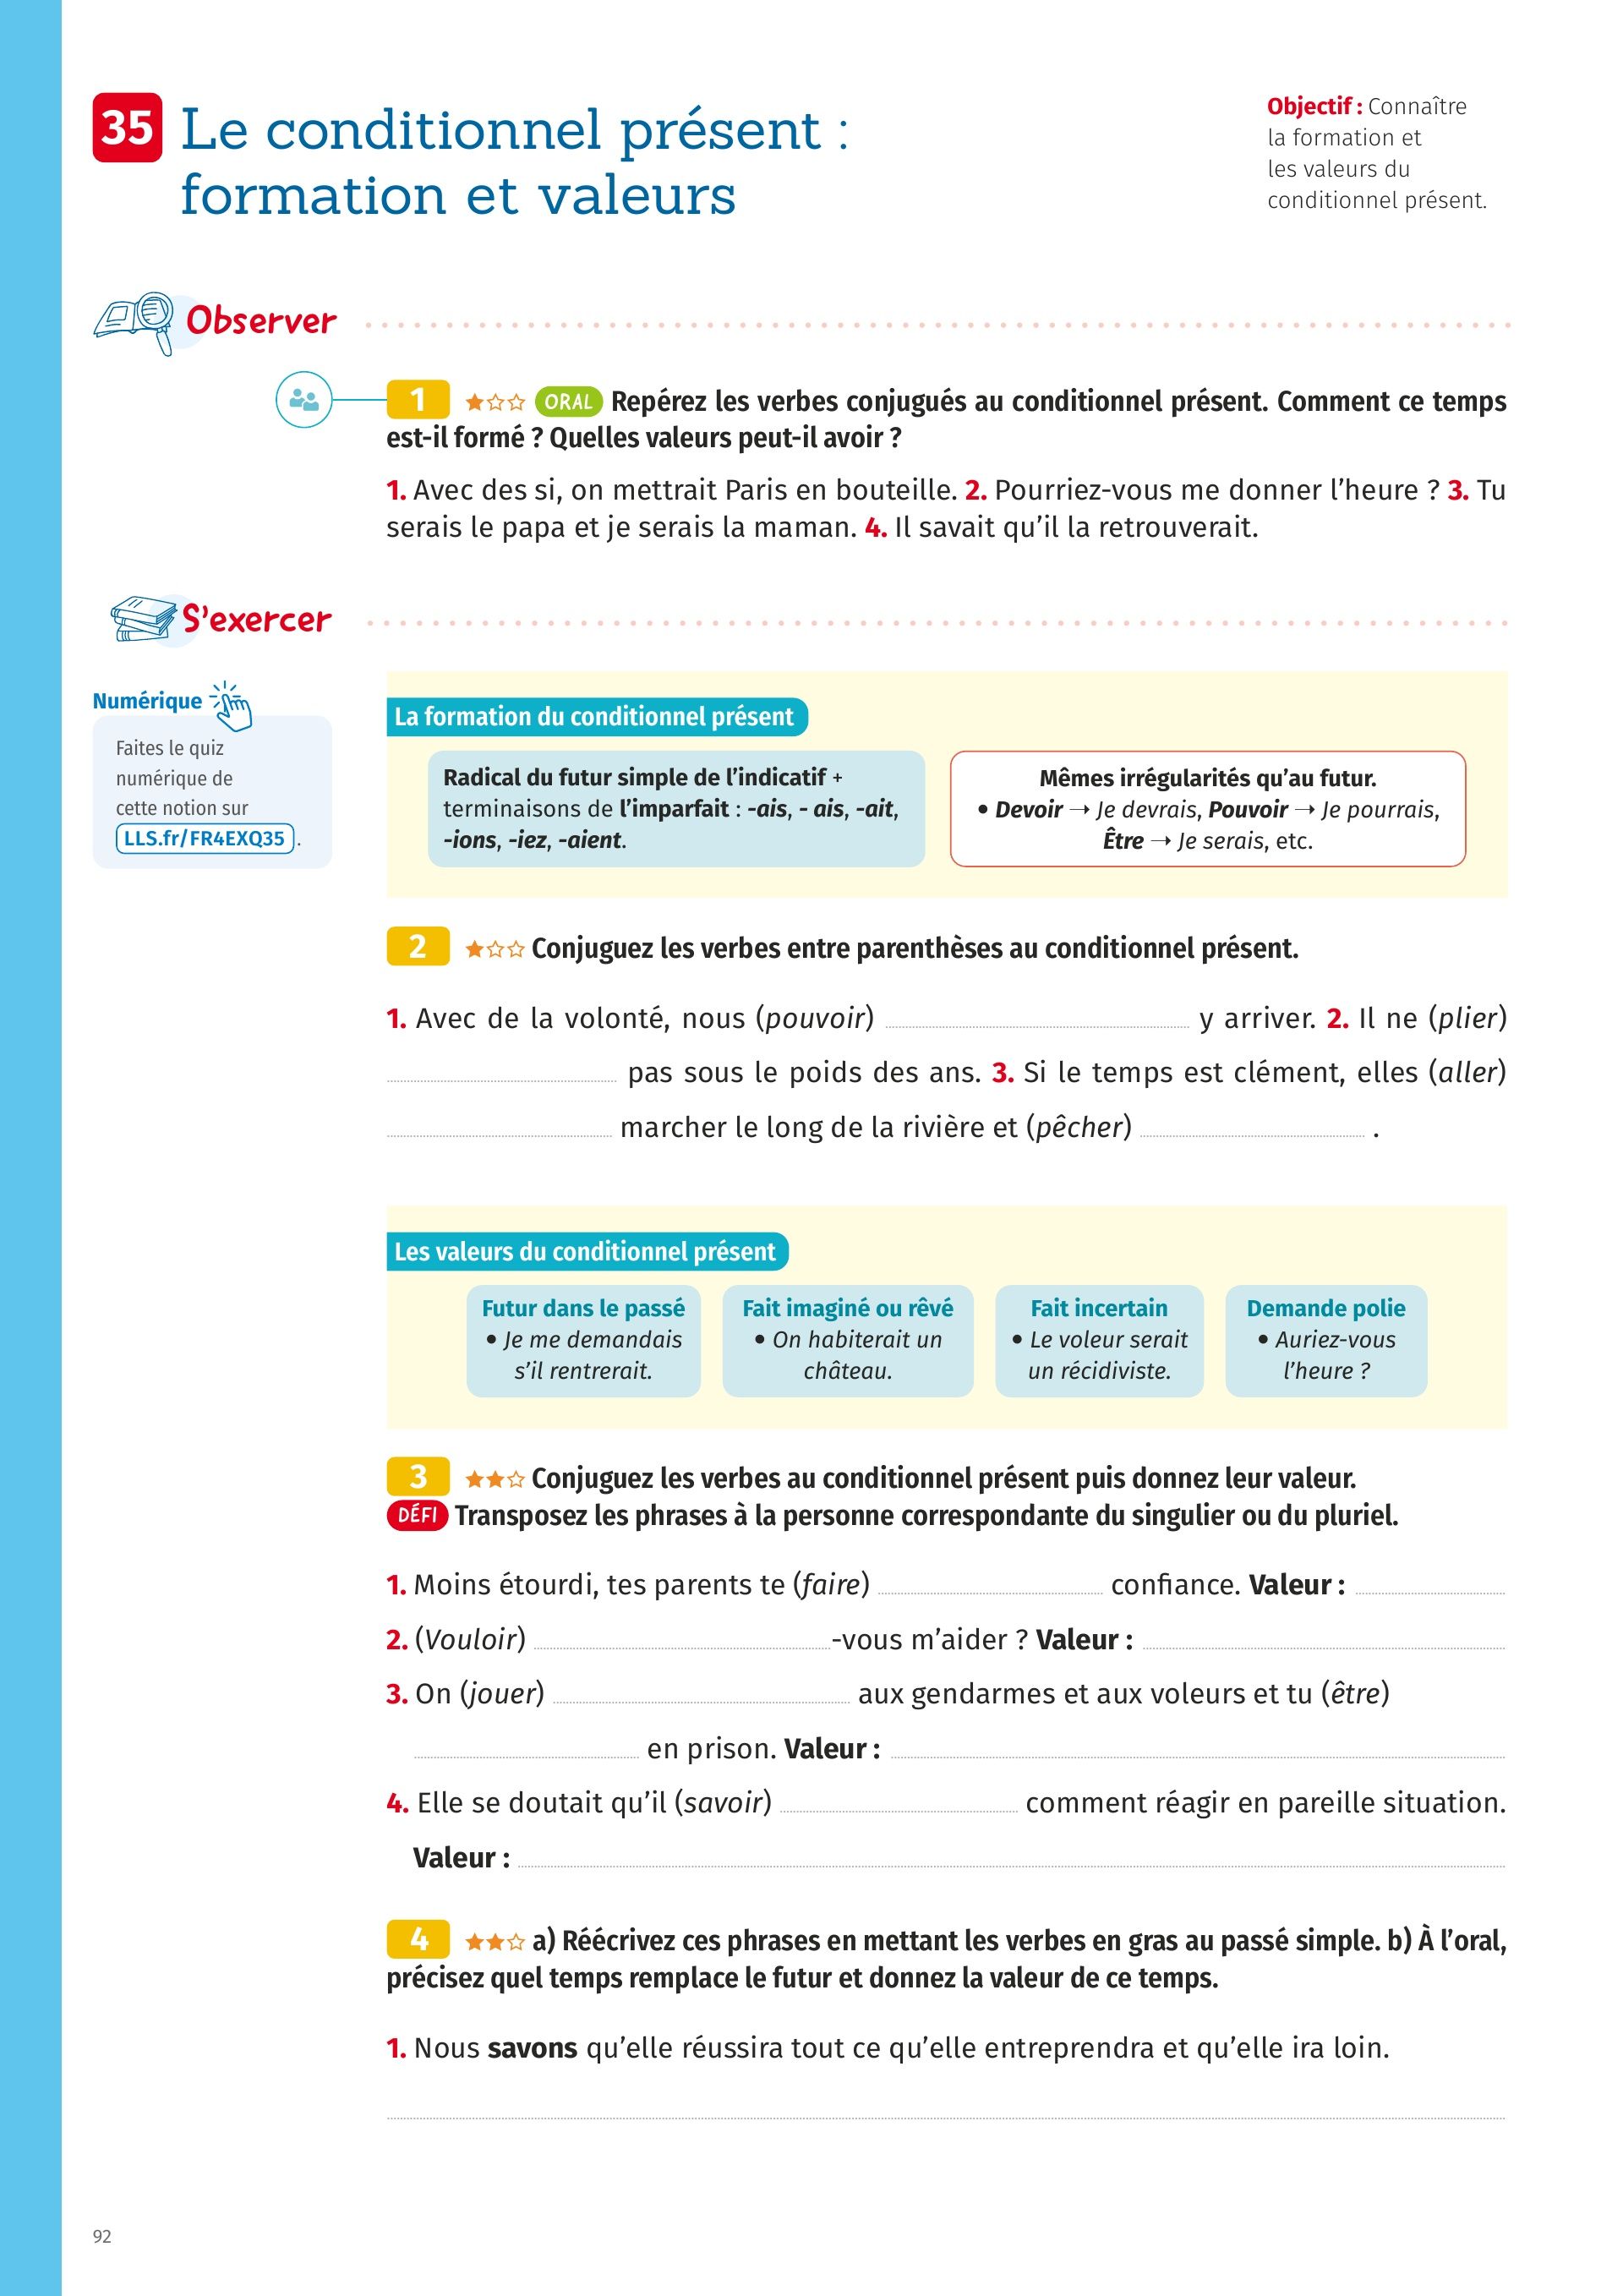 35 Le conditionnel présent :
formation et valeurs
Objectif : Connaître
la formation et
les valeurs du
conditionnel présent.
Observer
1 ORAL Repérez les verbes conjugués au conditionnel présent. Comment ce temps
est-il formé ? Quelles valeurs peut-il avoir ?
1. Avec des si, on mettrait Paris en bouteille. 2. Pourriez-vous me donner l’heure ? 3. Tu
serais le papa et je serais la maman. 4. Il savait qu’il la retrouverait.
S’exercer
Numérique
Faites le quiz
numérique de
cette notion sur
LLS.fr/FR4EXQ35 .
La formation du conditionnel présent
Radical du futur simple de l’indicatif +
terminaisons de l’imparfait : -ais, - ais, -ait,
-ions, -iez, -aient.
Mêmes irrégularités qu’au futur.
• Devoir → Je devrais, Pouvoir → Je pourrais,
Être → Je serais, etc.
2 Conjuguez les verbes entre parenthèses au conditionnel présent.
1. Avec de la volonté, nous (pouvoir) y arriver. 2. Il ne (plier)
pas sous le poids des ans. 3. Si le temps est clément, elles (aller)
marcher le long de la rivière et (pêcher) .
Les valeurs du conditionnel présent
Futur dans le passé
• Je me demandais
s’il rentrerait.
Fait imaginé ou rêvé
• On habiterait un
château.
Fait incertain
• Le voleur serait
un récidiviste.
Demande polie
• Auriez-vous
l’heure ?
3 Conjuguez les verbes au conditionnel présent puis donnez leur valeur.
DÉFI Transposez les phrases à la personne correspondante du singulier ou du pluriel.
1. Moins étourdi, tes parents te (faire) confiance. Valeur :
2. (Vouloir) -vous m’aider ? Valeur :
3. On (jouer) aux gendarmes et aux voleurs et tu (être)
en prison. Valeur :
4. Elle se doutait qu’il (savoir) comment réagir en pareille situation.
Valeur :
4 a) Réécrivez ces phrases en mettant les verbes en gras au passé simple. b) À l’oral,
précisez quel temps remplace le futur et donnez la valeur de ce temps.
1. Nous savons qu’elle réussira tout ce qu’elle entreprendra et qu’elle ira loin.
92